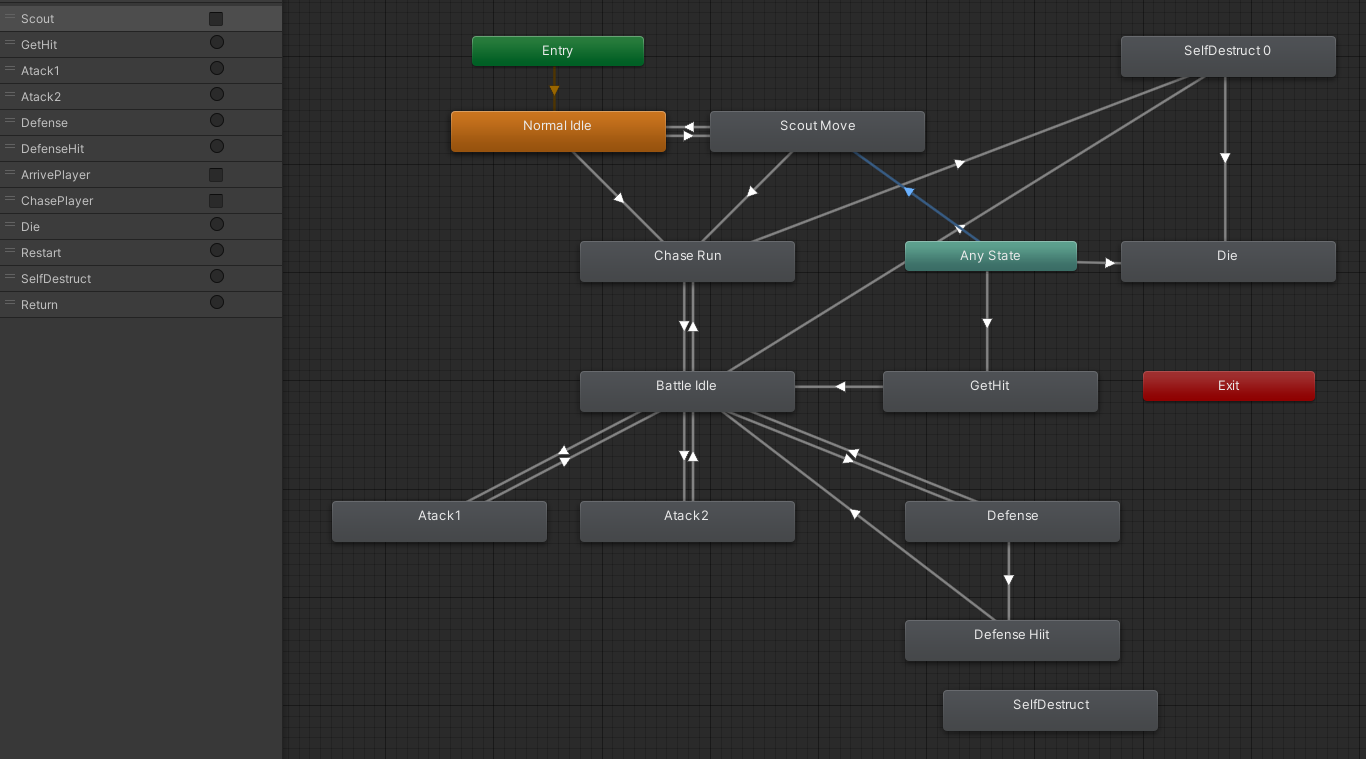 Scout
GetHit
Atack1
Atack2
Defense
DefenseHit
ArrivePlayer
ChasePlayer
Die
Restart
SelfDestruct
Return
Entry
SelfDestruct 0
Normal Idle
Scout Move
Chase Run
Any State
Die
Battle Idle
GetHit
Exit
Atack1
Atack2
Defense
Defense Hiit
SelfDestruct